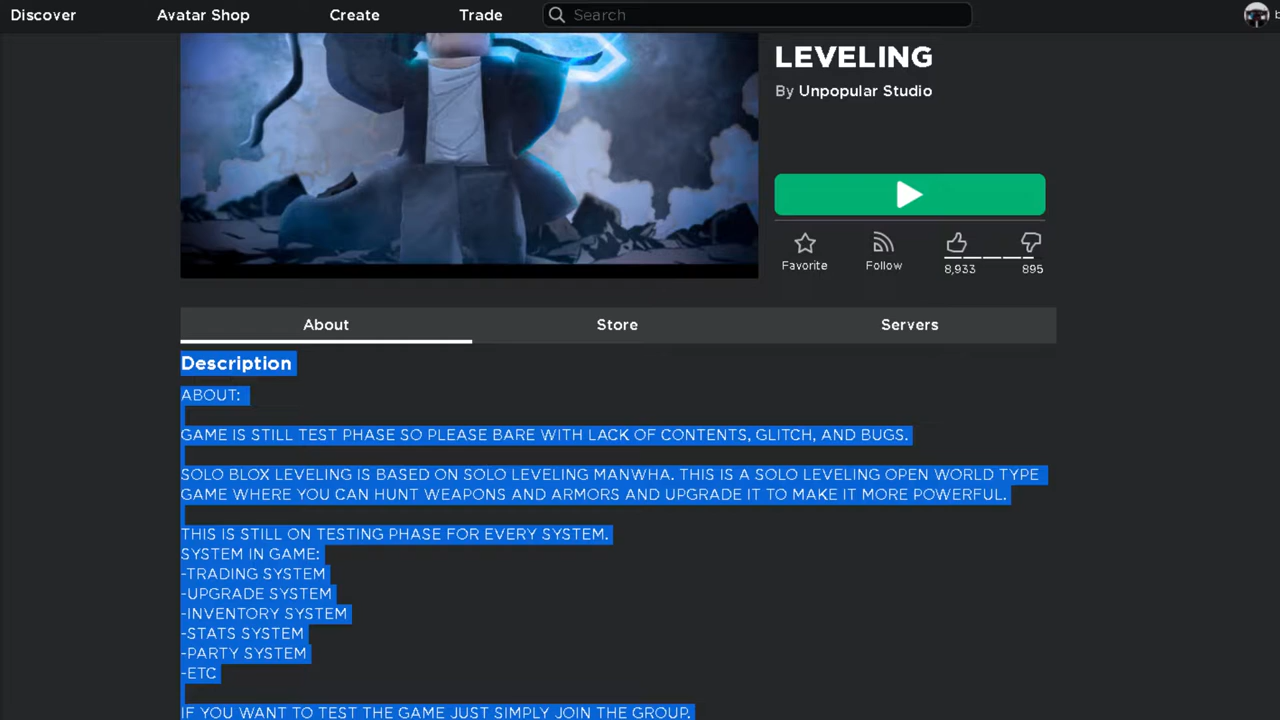 Discover Avatar Shop Create Trade Search
LEVELING
By Unpopular Studio
Favorite Follow 8,933 895
About Store Servers
Description
ABOUT:
GAME IS STILL TEST PHASE SO PLEASE BARE WITH LACK OF CONTENTS, GLITCH, AND BUGS.
SOLO BLOX LEVELING IS BASED ON SOLO LEVELING MANWHA. THIS IS A SOLO LEVELING OPEN WORLD TYPE
GAME WHERE YOU CAN HUNT WEAPONS AND ARMORS AND UPGRADE IT TO MAKE IT MORE POWERFUL.
THIS IS STILL ON TESTING PHASE FOR EVERY SYSTEM.
SYSTEM IN GAME:
-TRADING SYSTEM
-UPGRADE SYSTEM
-INVENTORY SYSTEM
-STATS SYSTEM
-PARTY SYSTEM
-ETC
IF YOU WANT TO TEST THE GAME JUST SIMPLY JOIN THE GROUP.